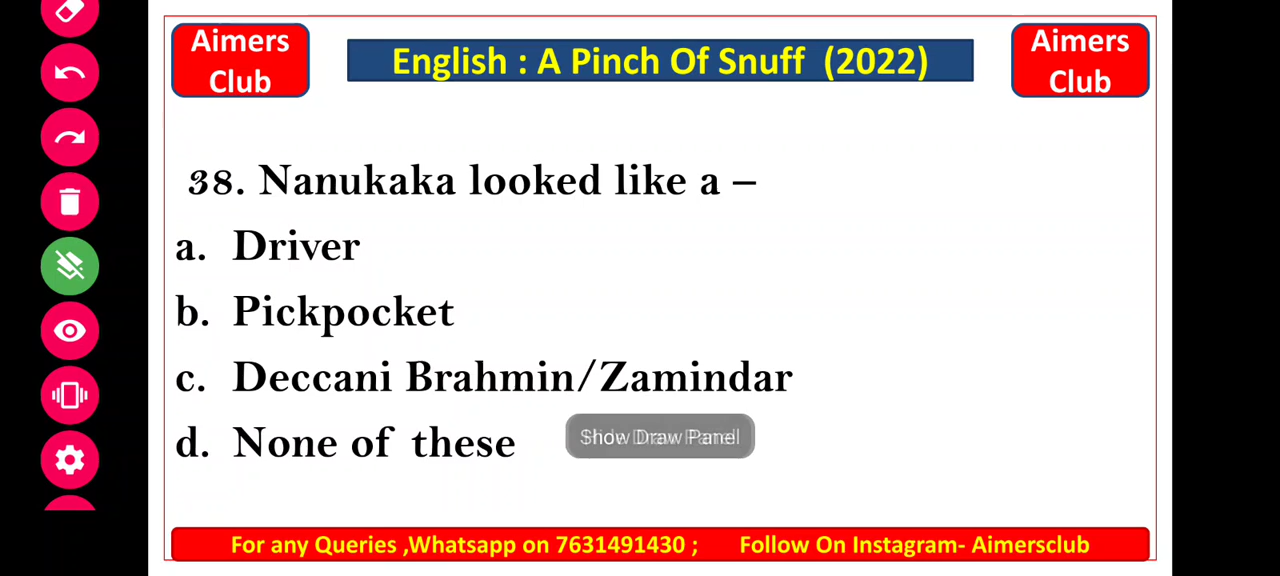 Aimers
Club
English : A Pinch Of Snuff (2022)
Aimers
Club
38. Nanukaka looked like a –
a. Driver
b. Pickpocket
c. Deccani Brahmin/Zamindar
d. None of these
Show Draw Panel
For any Queries ,Whatsapp on 7631491430 ; Follow On Instagram- Aimersclub